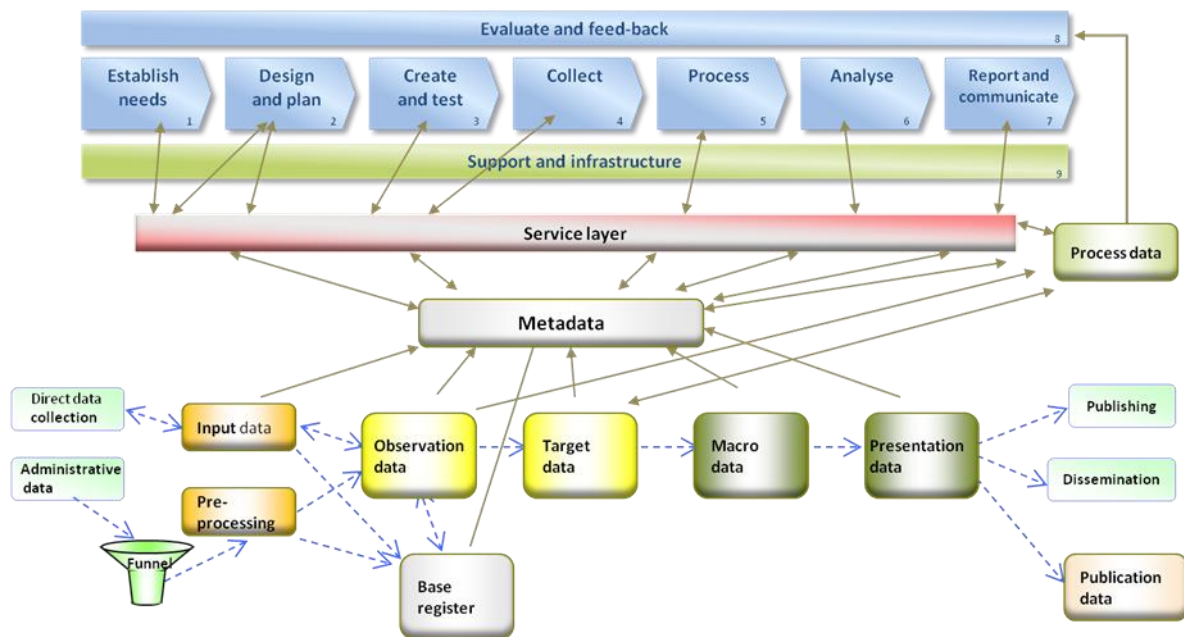 Evaluate and feed-back
8
Establish
needs
1
Design
and plan
2
Create
and test
3
Collect
4
Process
5
Analyse
6
Report and
communicate
7
Support and infrastructure
9
Service layer
Process data
Metadata
Direct data
collection
Input data
Observation
data
Target
data
Macro
data
Presentation
data
Publishing
Administrative
data
Pre-
processing
Dissemination
Funnel
Base
register
Publication
data